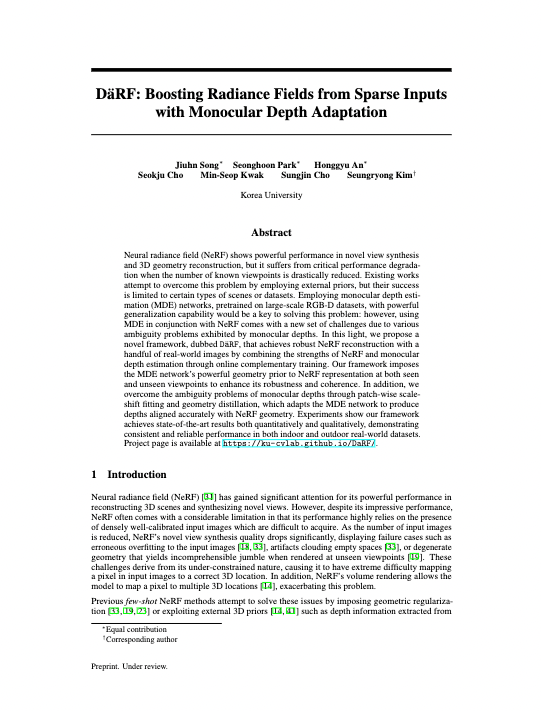 DäRF: Boosting Radiance Fields from Sparse Inputs
with Monocular Depth Adaptation
Jiuhn Song* Seonghoon Park* Honggyu An*
Seokju Cho Min-Seop Kwak Sungjin Cho Seungryong Kim†
Korea University
Abstract
Neural radiance field (NeRF) shows powerful performance in novel view synthesis
and 3D geometry reconstruction, but it suffers from critical performance degrada-
tion when the number of known viewpoints is drastically reduced. Existing works
attempt to overcome this problem by employing external priors, but their success
is limited to certain types of scenes or datasets. Employing monocular depth esti-
mation (MDE) networks, pretrained on large-scale RGB-D datasets, with powerful
generalization capability would be a key to solving this problem: however, using
MDE in conjunction with NeRF comes with a new set of challenges due to various
ambiguity problems exhibited by monocular depths. In this light, we propose a
novel framework, dubbed DäRF, that achieves robust NeRF reconstruction with a
handful of real-world images by combining the strengths of NeRF and monocular
depth estimation through online complementary training. Our framework imposes
the MDE network's powerful geometry prior to NeRF representation at both seen
and unseen viewpoints to enhance its robustness and coherence. In addition, we
overcome the ambiguity problems of monocular depths through patch-wise scale-
shift fitting and geometry distillation, which adapts the MDE network to produce
depths aligned accurately with NeRF geometry. Experiments show our framework
achieves state-of-the-art results both quantitatively and qualitatively, demonstrating
consistent and reliable performance in both indoor and outdoor real-world datasets.
Project page is available at https://ku-cvlab.github.io/DaRF/.
1 Introduction
Neural radiance field (NeRF) [31] has gained significant attention for its powerful performance in
reconstructing 3D scenes and synthesizing novel views. However, despite its impressive performance,
NeRF often comes with a considerable limitation in that its performance highly relies on the presence
of densely well-calibrated input images which are difficult to acquire. As the number of input images
is reduced, NeRF's novel view synthesis quality drops significantly, displaying failure cases such as
erroneous overfitting to the input images [18, 33], artifacts clouding empty spaces [33], or degenerate
geometry that yields incomprehensible jumble when rendered at unseen viewpoints [19]. These
challenges derive from its under-constrained nature, causing it to have extreme difficulty mapping
a pixel in input images to a correct 3D location. In addition, NeRF's volume rendering allows the
model to map a pixel to multiple 3D locations [14], exacerbating this problem.
Previous few-shot NeRF methods attempt to solve these issues by imposing geometric regulariza-
tion [33, 19, 23] or exploiting external 3D priors [14, 41] such as depth information extracted from
*Equal contribution
†Corresponding author
Preprint. Under review.